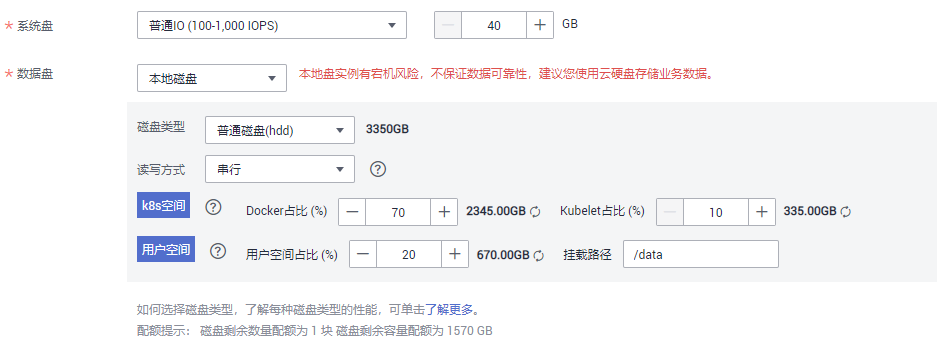 * 系统盘 普通IO (100-1,000 IOPS) — 40 + GB
* 数据盘 本地磁盘 本地盘实例有宕机风险，不保证数据可靠性，建议您使用云硬盘存储业务数据。
磁盘类型 普通磁盘(hdd) 3350GB
读写方式 串行 ?
k8s空间 ? Docker占比 (%) — 70 + 2345.00GB Kubelet占比 (%) — 10 + 335.00GB
用户空间 ? 用户空间占比 (%) — 20 + 670.00GB 挂载路径 /data
如何选择磁盘类型，了解每种磁盘类型的性能，可单击了解更多。
配额提示： 磁盘剩余数量配额为 1 块 磁盘剩余容量配额为 1570 GB